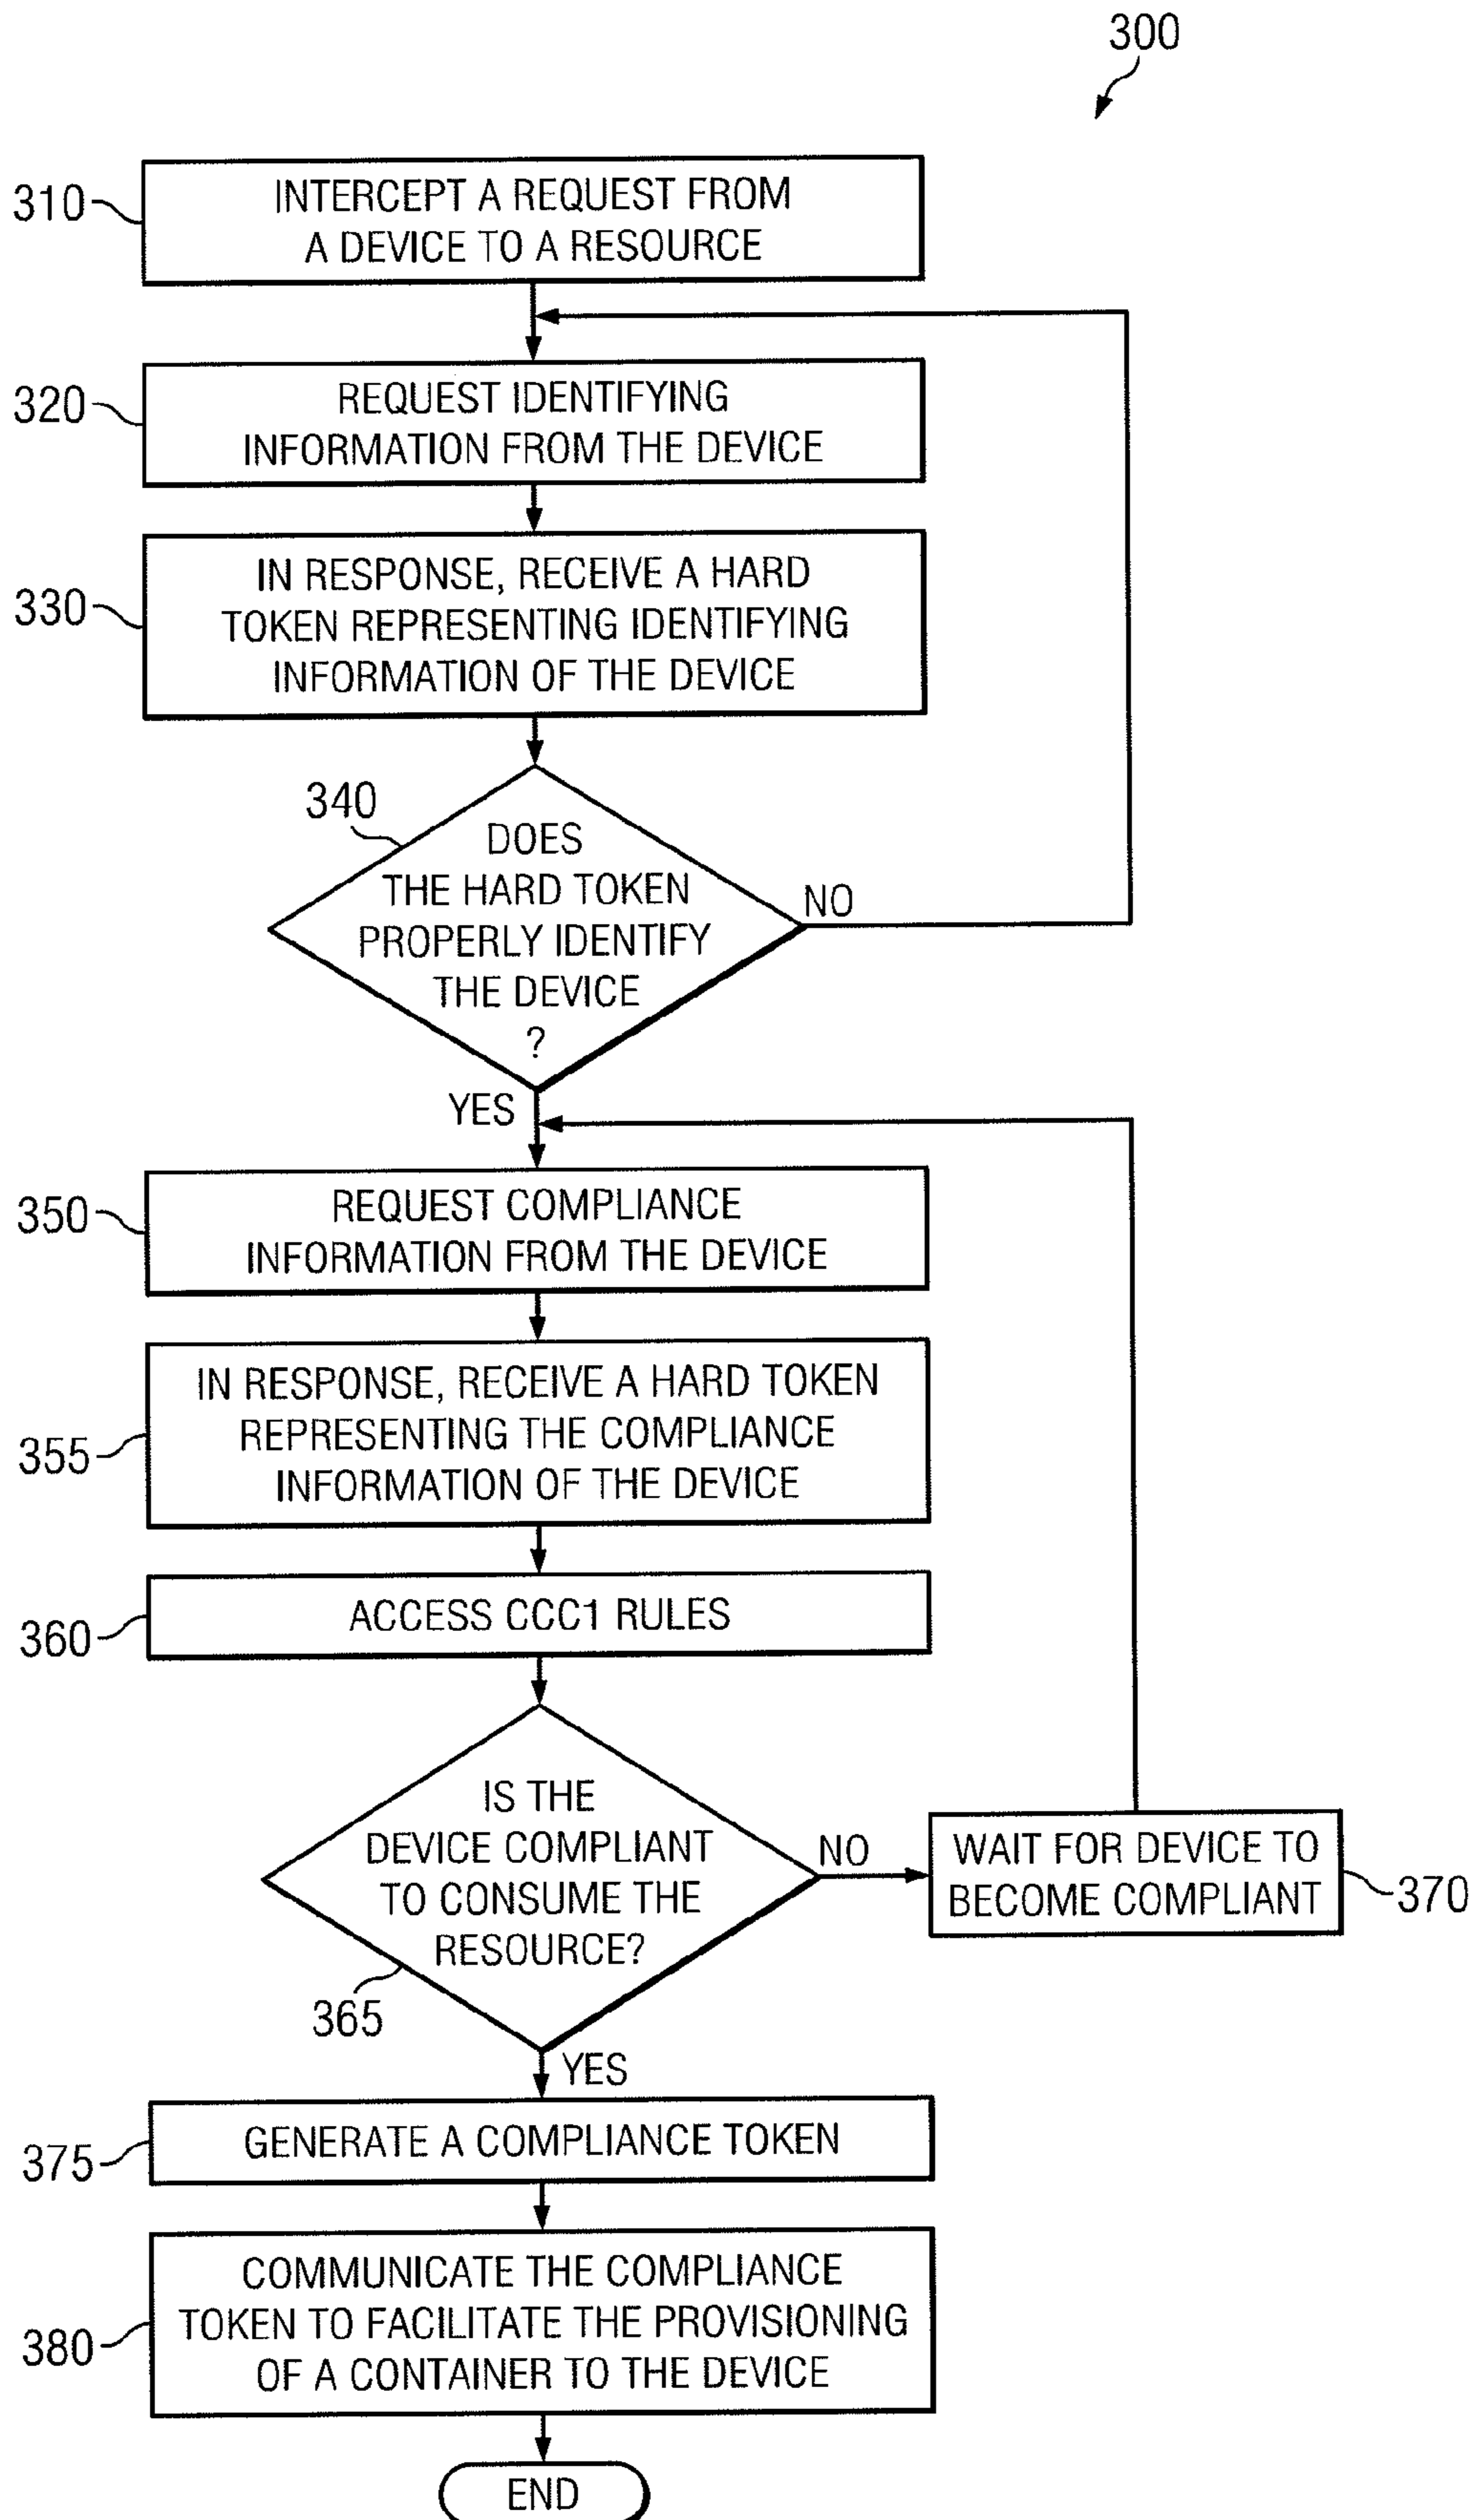 300
310
INTERCEPT A REQUEST FROM
A DEVICE TO A RESOURCE
320
REQUEST IDENTIFYING
INFORMATION FROM THE DEVICE
330
IN RESPONSE, RECEIVE A HARD
TOKEN REPRESENTING IDENTIFYING
INFORMATION OF THE DEVICE
340
DOES
THE HARD TOKEN
PROPERLY IDENTIFY
THE DEVICE
?
NO
YES
350
REQUEST COMPLIANCE
INFORMATION FROM THE DEVICE
355
IN RESPONSE, RECEIVE A HARD TOKEN
REPRESENTING THE COMPLIANCE
INFORMATION OF THE DEVICE
360
ACCESS CCC1 RULES
IS THE
DEVICE COMPLIANT
TO CONSUME THE
RESOURCE?
365
NO
WAIT FOR DEVICE TO
BECOME COMPLIANT
370
YES
375
GENERATE A COMPLIANCE TOKEN
380
COMMUNICATE THE COMPLIANCE
TOKEN TO FACILITATE THE PROVISIONING
OF A CONTAINER TO THE DEVICE
END